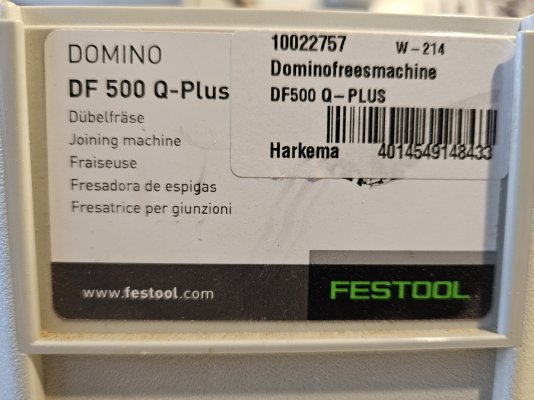 DOMINO
DF 500 Q-Plus
Dübelfräse
Joining machine
Fraiseuse
Fresadora de espigas
Fresatrice per giunzioni
10022757 W-214
Dominofreesmachine
DF500 Q-PLUS
Harkema 4014549148433
www.festool.com
FESTOOL